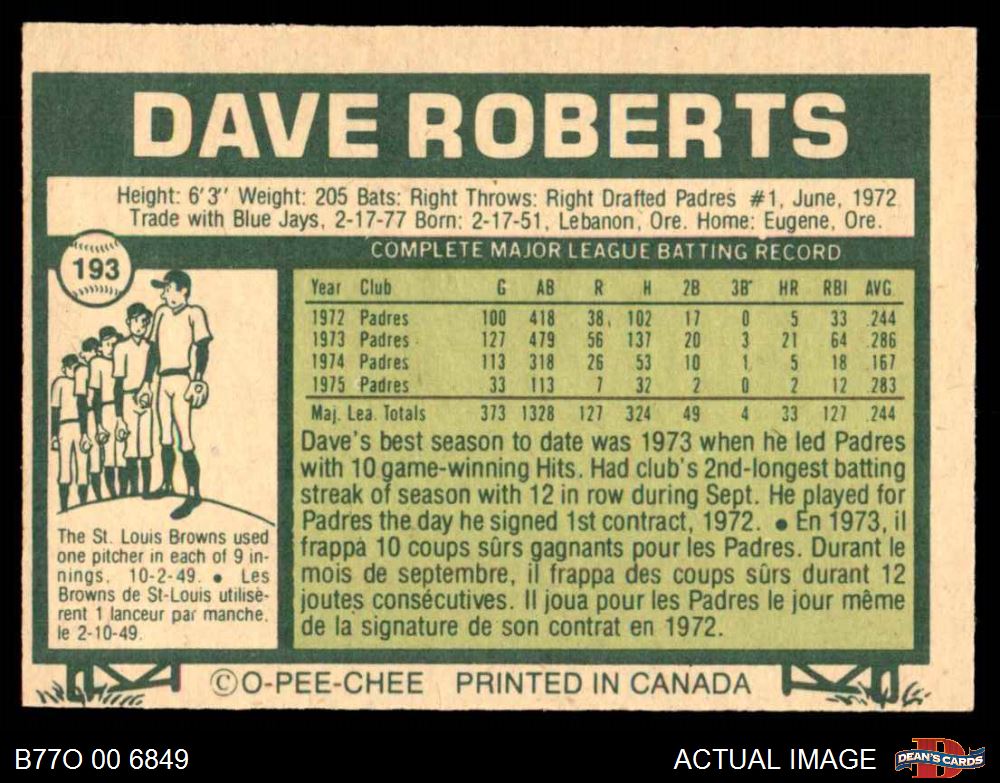 DAVE ROBERTS
Height: 6'3" Weight: 205 Bats: Right Throws: Right Drafted Padres #1, June, 1972
Trade with Blue Jays, 2-17-77 Born: 2-17-51, Lebanon, Ore. Home: Eugene, Ore.
193
COMPLETE MAJOR LEAGUE BATTING RECORD
Year Club G AB R H 2B 3B HR RBI AVG
1972 Padres 100 418 38 102 17 0 5 33 .244
1973 Padres 127 479 56 137 20 3 21 64 .286
1974 Padres 113 318 26 53 10 1 5 18 .167
1975 Padres 33 113 7 32 2 0 2 12 .283
Maj. Lea. Totals 373 1328 127 324 49 4 33 127 .244
Dave's best season to date was 1973 when he led Padres
with 10 game-winning Hits. Had club's 2nd-longest batting
streak of season with 12 in row during Sept. He played for
Padres the day he signed 1st contract, 1972. • En 1973, il
frappa 10 coups sûrs gagnants pour les Padres. Durant le
mois de septembre, il frappa des coups sûrs durant 12
joutes consécutives. Il joua pour les Padres le jour même
de la signature de son contrat en 1972.
The St. Louis Browns used
one pitcher in each of 9 in-
nings, 10-2-49. • Les
Browns de St-Louis utilisè-
rent 1 lanceur par manche,
le 2-10-49.
©O-PEE-CHEE PRINTED IN CANADA
B77O 00 6849
ACTUAL IMAGE
DEAN'S CARDS